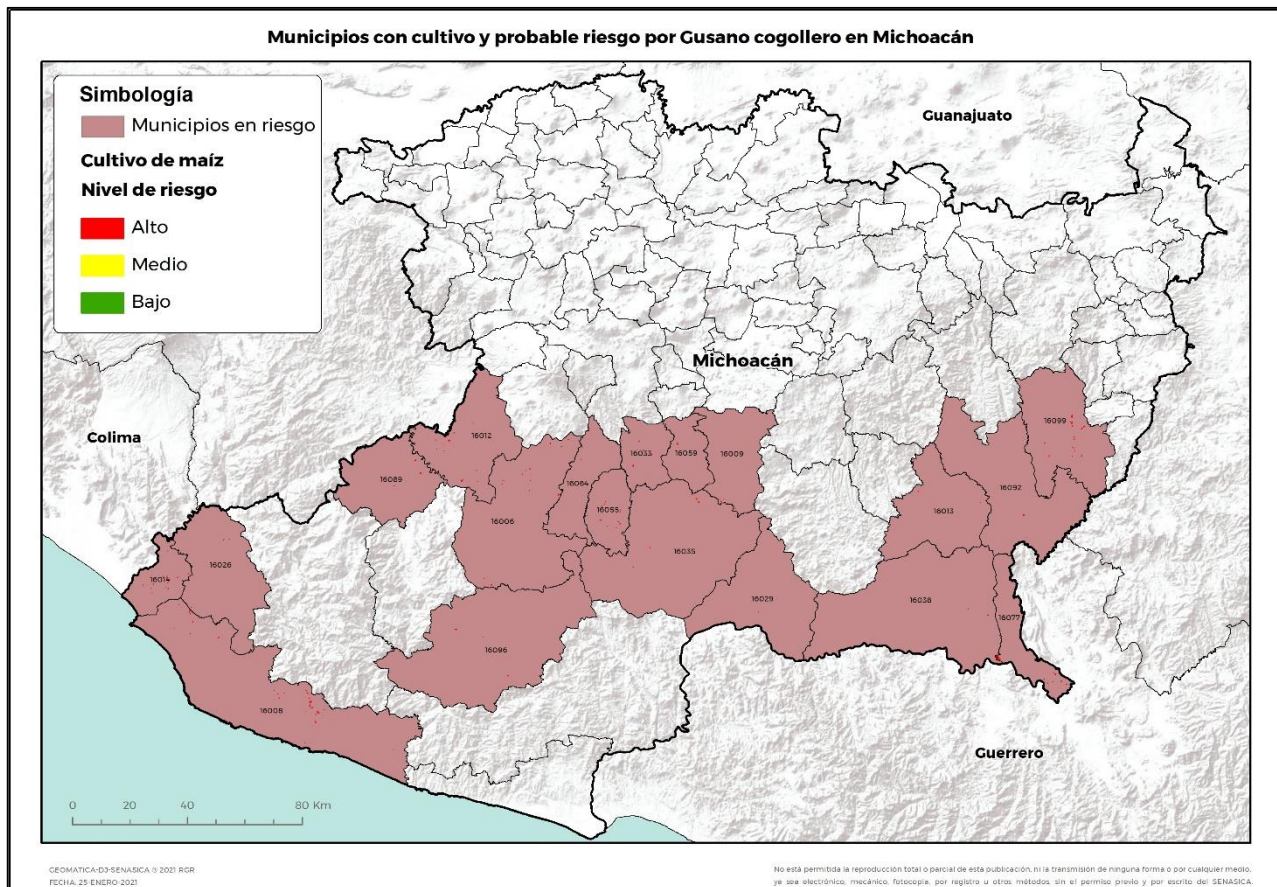 Municipios con cultivo y probable riesgo por Gusano cogollero en Michoacán
Simbología
Municipios en riesgo
Cultivo de maíz
Nivel de riesgo
Alto
Medio
Bajo
Guanajuato
Michoacán
Colima
Guerrero
16099
16012
16033
16059
16009
16089
16064
16092
16055
16006
16013
16035
16014
16026
16029
16038
16077
16096
16008
0 20 40 80 Km
GEOMATICA-DJ-SENASICA © 2021 RGR
FECHA: 25-ENERO-2021
No está permitida la reproducción total o parcial de esta publicación, ni la transmisión de ninguna forma o por cualquier medio,
ya sea electrónico, mecánico, fotocopia, por registro u otros métodos, sin el permiso previo y por escrito del SENASICA.